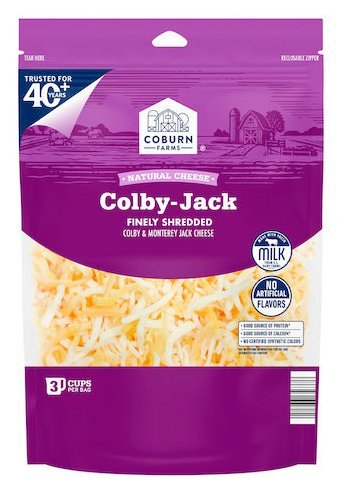 TEAR HERE
RECLOSABLE ZIPPER
TRUSTED FOR
40+
YEARS
COBURN
FARMS
®
NATURAL CHEESE
Colby-Jack
FINELY SHREDDED
COLBY & MONTEREY JACK CHEESE
MILK
NO
ARTIFICIAL
FLAVORS
• GOOD SOURCE OF PROTEIN*
• GOOD SOURCE OF CALCIUM*
• NO CERTIFIED SYNTHETIC COLORS
3 CUPS
PER BAG